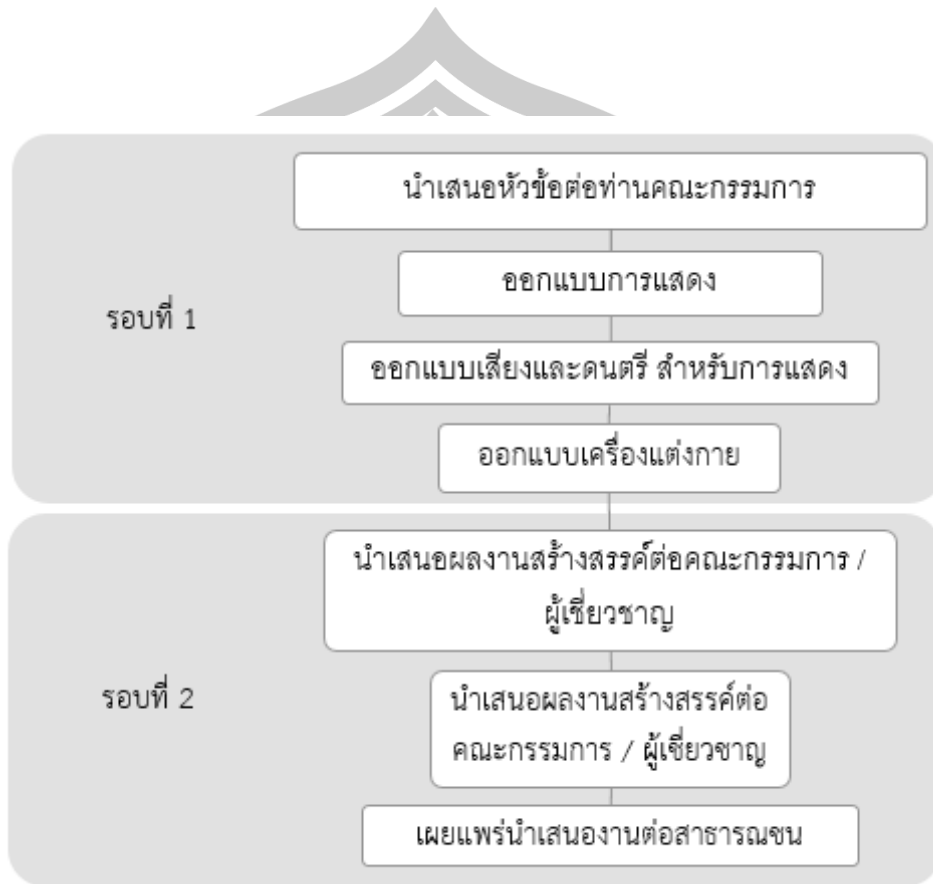 นำเสนอหัวข้อต่อท่านคณะกรรมการ
ออกแบบการแสดง
รอบที่ 1
ออกแบบเสียงและดนตรี สำหรับการแสดง
ออกแบบเครื่องแต่งกาย
นำเสนอผลงานสร้างสรรค์ต่อคณะกรรมการ /
ผู้เชี่ยวชาญ
รอบที่ 2
นำเสนอผลงานสร้างสรรค์ต่อ
คณะกรรมการ / ผู้เชี่ยวชาญ
เผยแพร่นำเสนองานต่อสาธารณชน